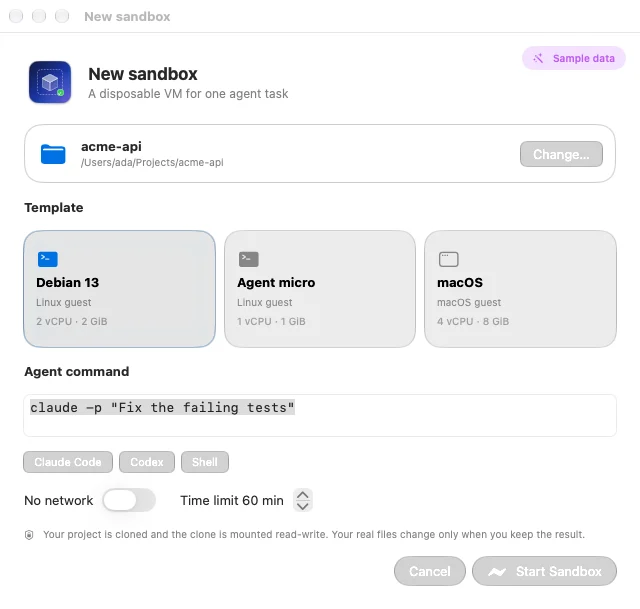 New sandbox
Sample data
New sandbox
A disposable VM for one agent task
acme-api
/Users/ada/Projects/acme-api
Change...
Template
Debian 13
Linux guest
2 vCPU · 2 GiB
Agent micro
Linux guest
1 vCPU · 1 GiB
macOS
macOS guest
4 vCPU · 8 GiB
Agent command
claude -p "Fix the failing tests"
Claude Code
Codex
Shell
No network
Time limit 60 min
Your project is cloned and the clone is mounted read-write. Your real files change only when you keep the result.
Cancel
Start Sandbox